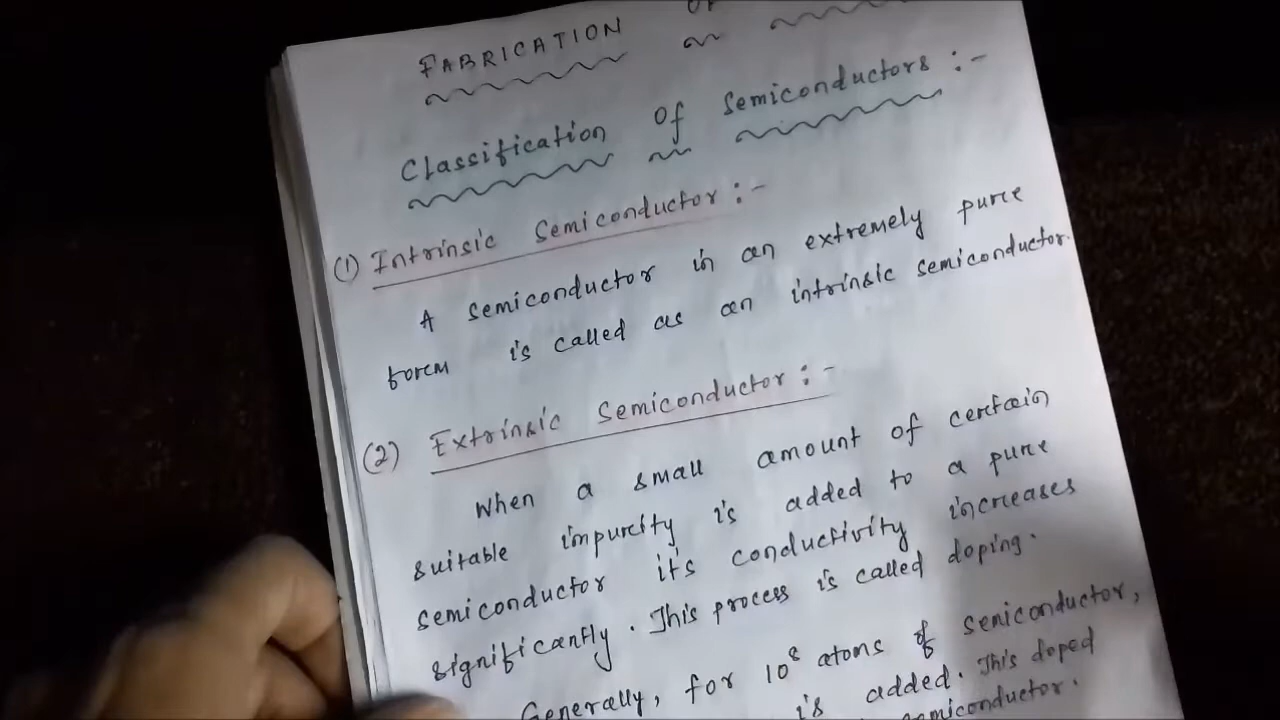 FABRICATION OF
Classification of Semiconductors :-
(1) Intrinsic Semiconductor :-
A semiconductor in an extremely pure
form is called as an intrinsic semiconductor.
(2) Extrinsic Semiconductor :-
When a small amount of certain
suitable impurity is added to a pure
semiconductor it's conductivity increases
significantly. This process is called doping.
Generally, for 10⁸ atoms of semiconductor,
is added. This doped
semiconductor.